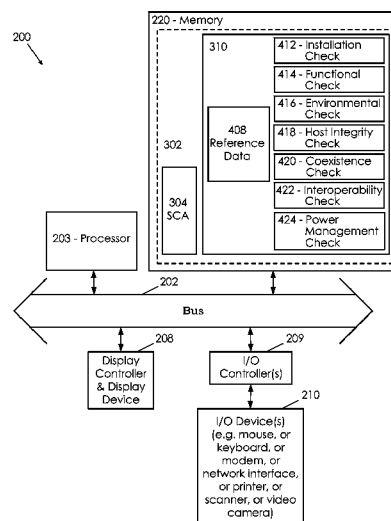 200
220 - Memory
310
412 - Installation
Check
414 - Functional
Check
416 - Environmental
Check
408
Reference
Data
418 - Host Integrity
Check
302
420 - Coexistence
Check
304
SCA
422 - Interoperability
Check
424 - Power
Management
Check
203 - Processor
202
Bus
208
209
Display
Controller
& Display
Device
I/O
Controller(s)
210
I/O Device(s)
(e.g. mouse, or
keyboard, or
modem, or
network interface,
or printer, or
scanner, or video
camera)